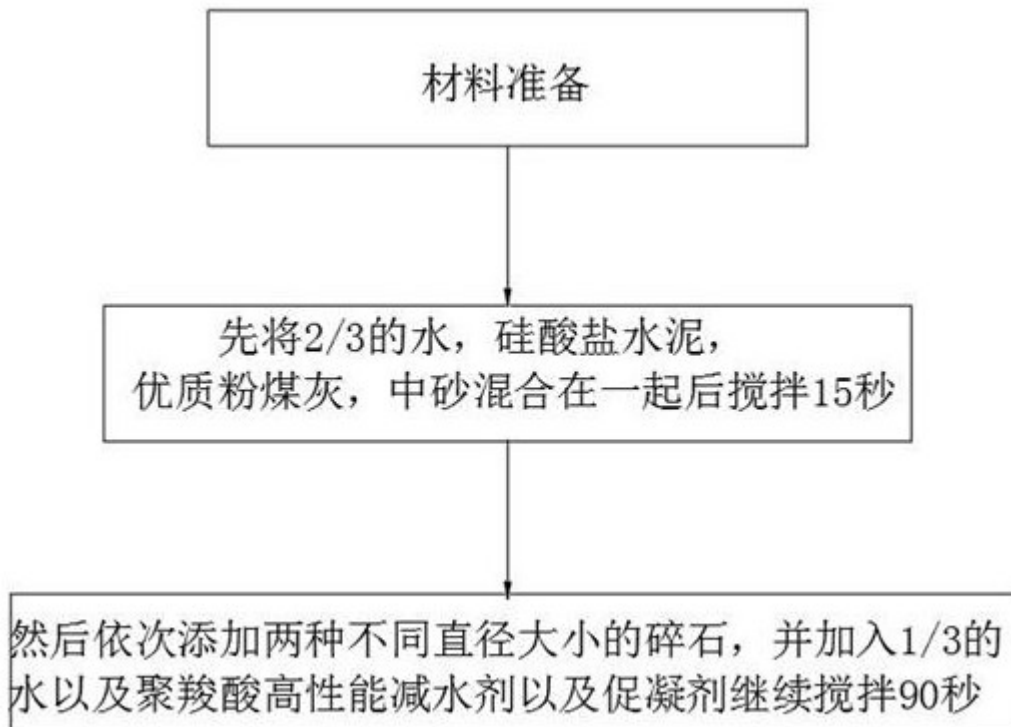 材料准备
先将2/3的水，硅酸盐水泥，
优质粉煤灰，中砂混合在一起后搅拌15秒
然后依次添加两种不同直径大小的碎石，并加入1/3的
水以及聚羧酸高性能减水剂以及促凝剂继续搅拌90秒